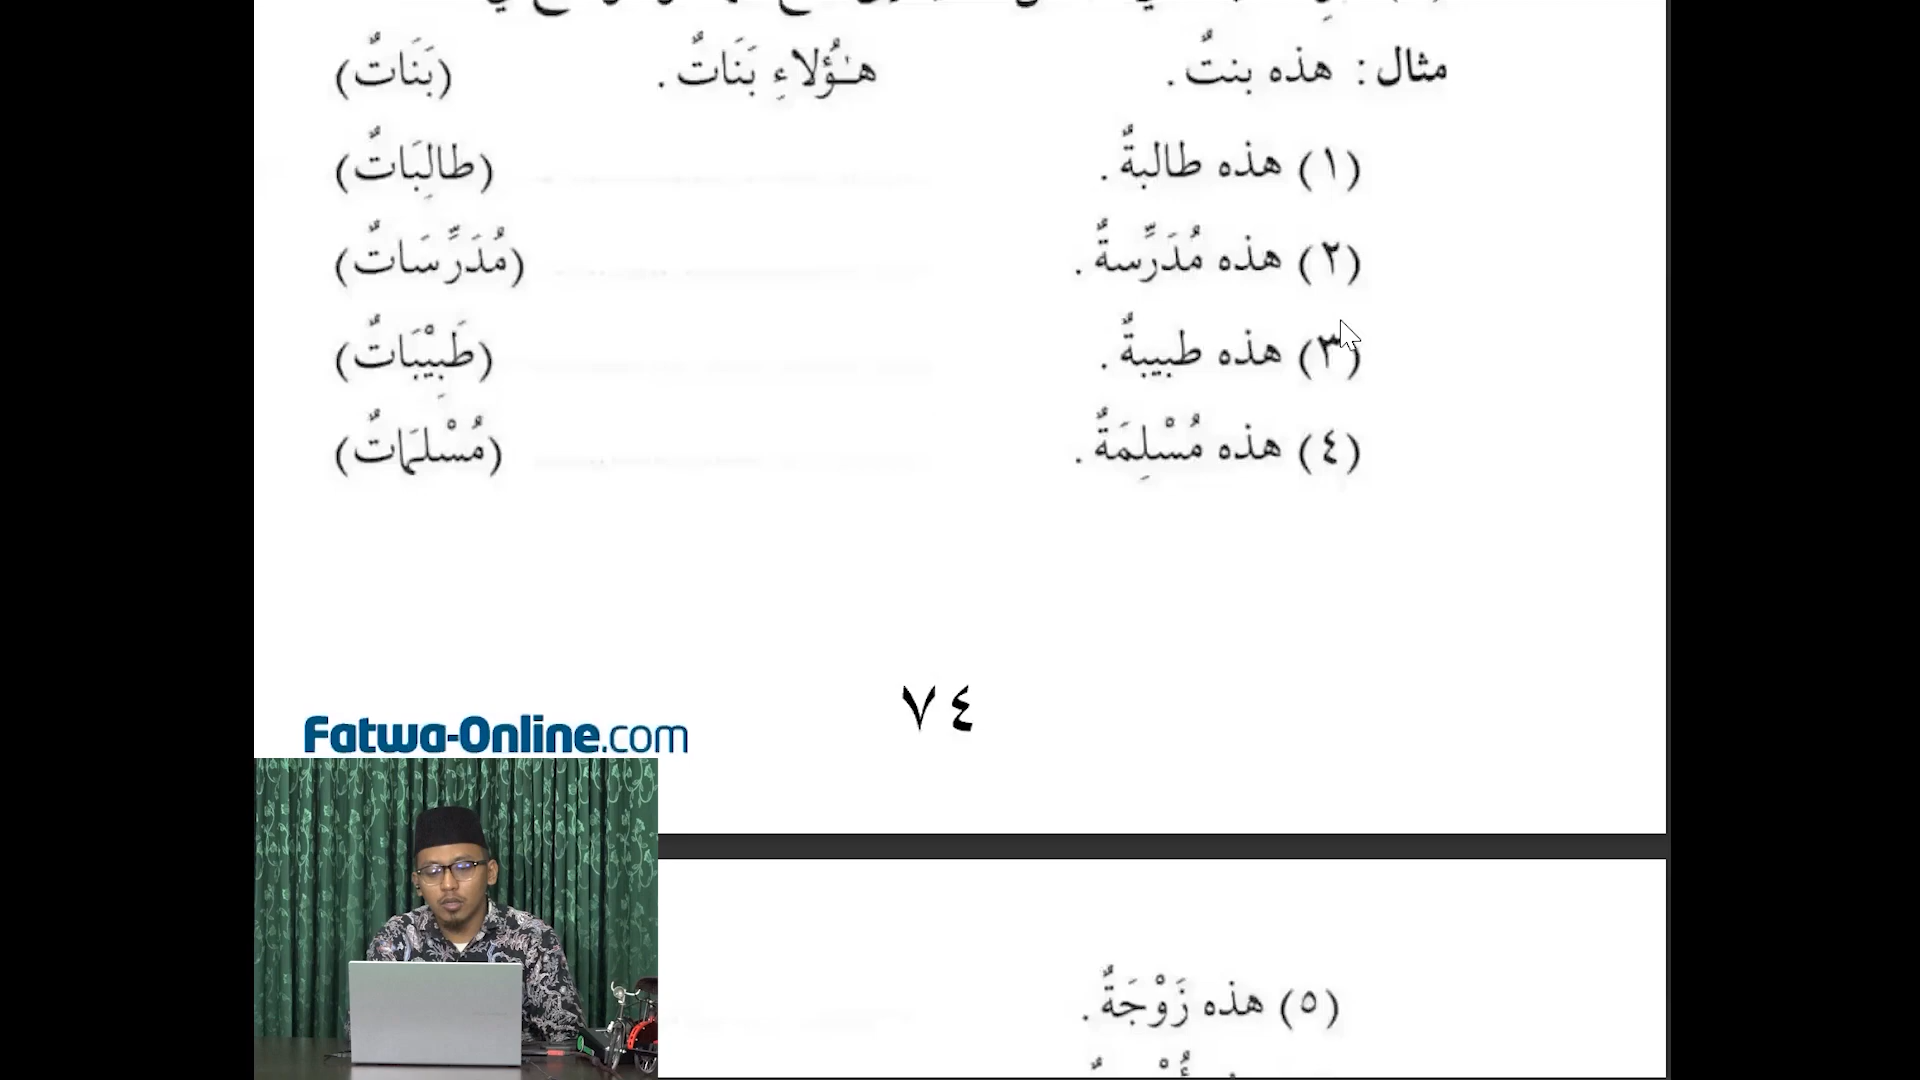 مثال : هذه بنتٌ . هـٰؤُلاءِ بَنَاتٌ . (بَنَاتٌ)
(١) هذه طالبةٌ . (طالِبَاتٌ)
(٢) هذه مُدَرِّسةٌ . (مُدَرِّسَاتٌ)
(٣) هذه طبيبةٌ . (طَبِيْبَاتٌ)
(٤) هذه مُسْلِمَةٌ . (مُسْلِمَاتٌ)
٧٤
Fatwa-Online.com
(٥) هذه زَوْجَةٌ .